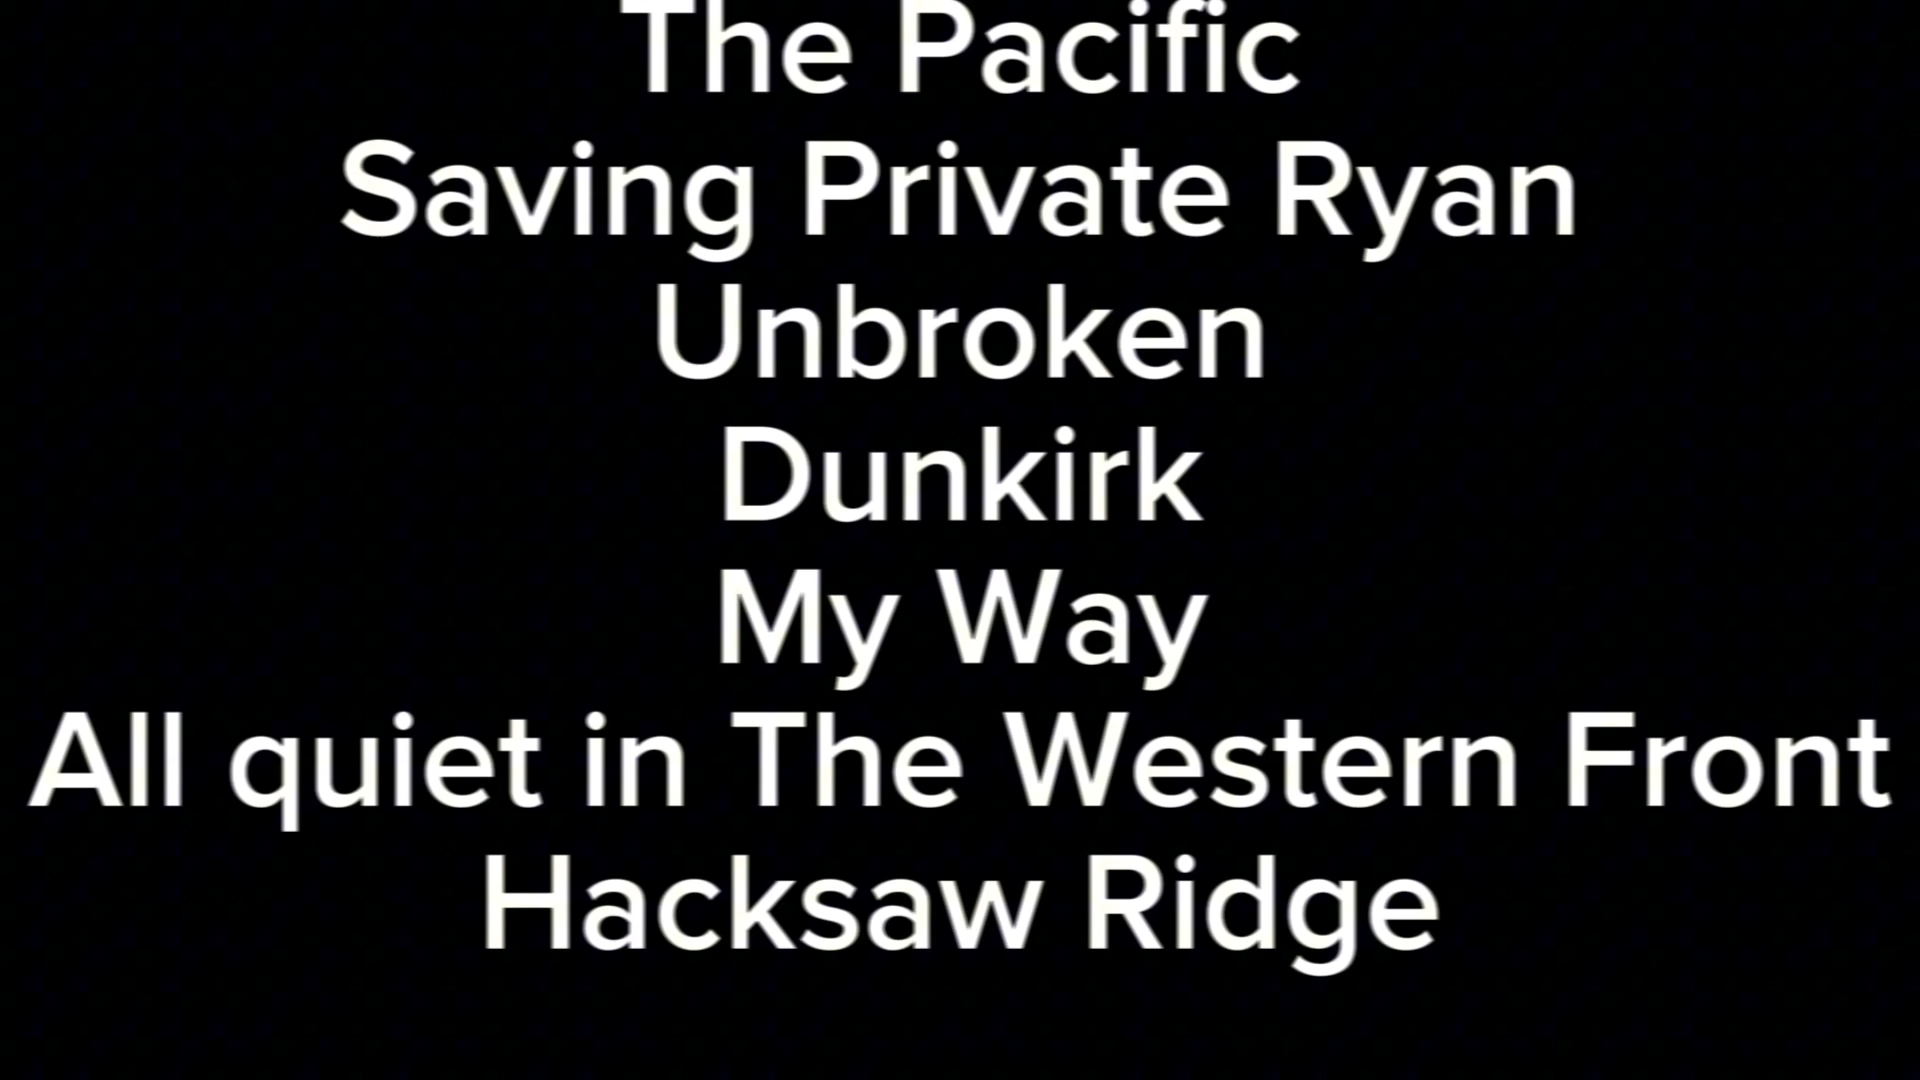 The Pacific
Saving Private Ryan
Unbroken
Dunkirk
My Way
All quiet in The Western Front
Hacksaw Ridge